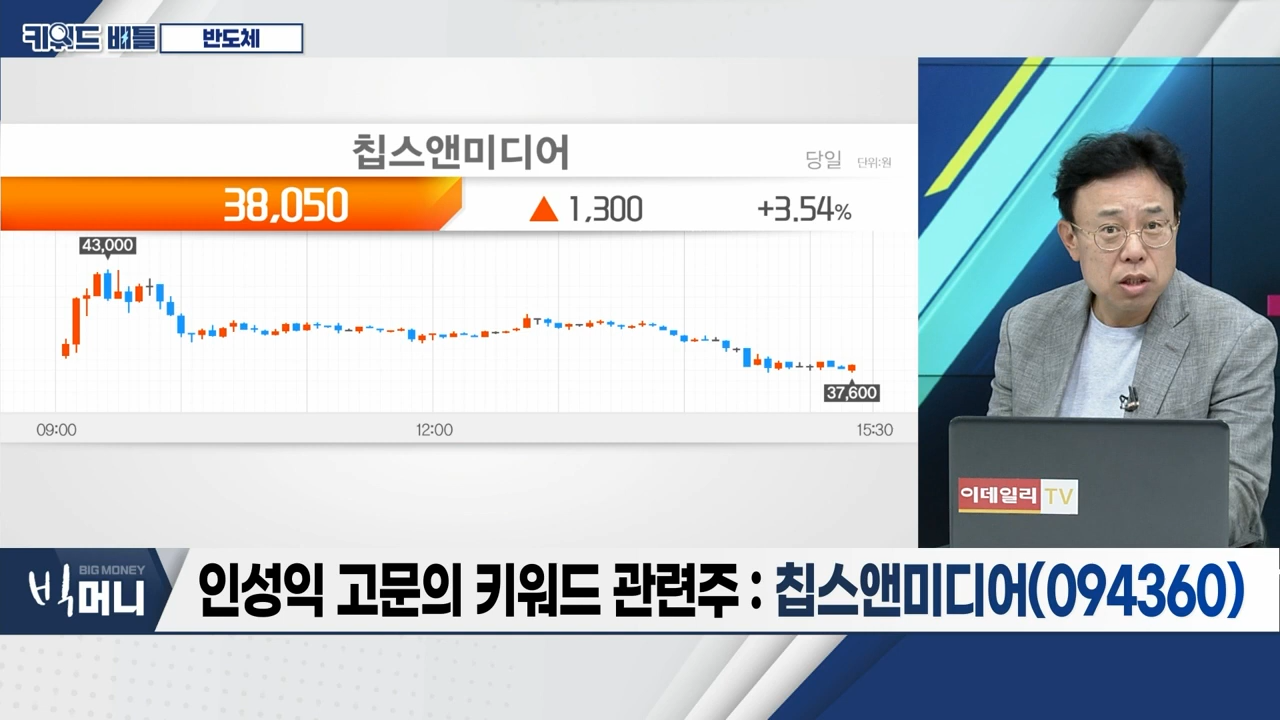 키워드 배틀
반도체
칩스앤미디어
당일 단위:원
38,050 ▲ 1,300 +3.54%
43,000
37,600
09:00 12:00 15:30
이데일리 TV
BIG MONEY
빅머니
인성익 고문의 키워드 관련주 : 칩스앤미디어(094360)